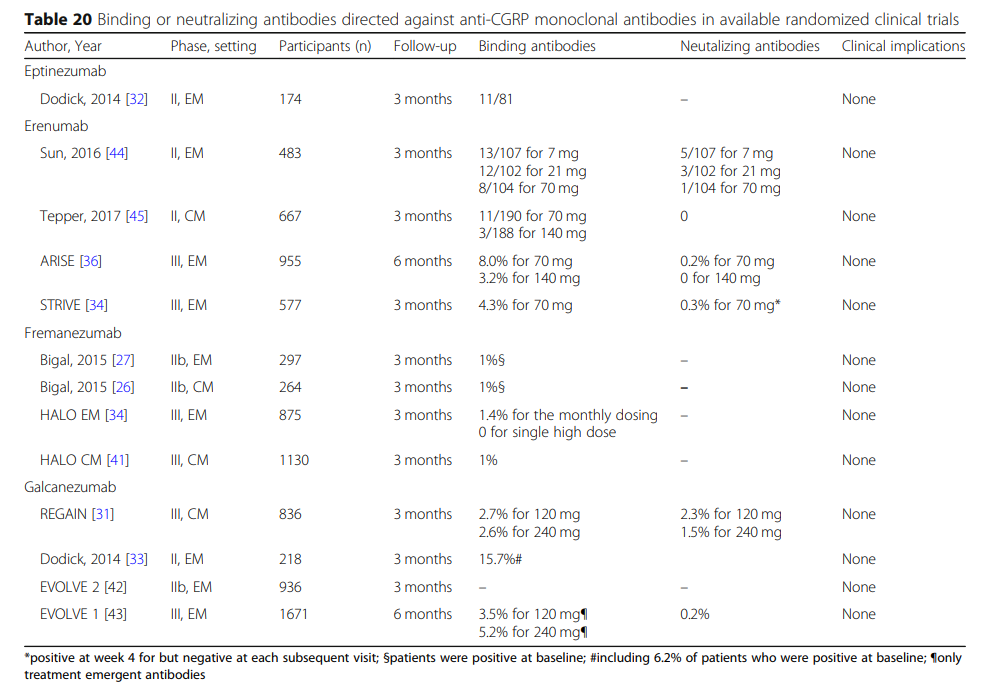 Table 20 Binding or neutralizing antibodies directed against anti-CGRP monoclonal antibodies in available randomized clinical trials
Author, Year Phase, setting Participants (n) Follow-up Binding antibodies Neutalizing antibodies Clinical implications
Eptinezumab
Dodick, 2014 [32] II, EM 174 3 months 11/81 – None
Erenumab
Sun, 2016 [44] II, EM 483 3 months 13/107 for 7 mg 5/107 for 7 mg None
12/102 for 21 mg 3/102 for 21 mg
8/104 for 70 mg 1/104 for 70 mg
Tepper, 2017 [45] II, CM 667 3 months 11/190 for 70 mg 0 None
3/188 for 140 mg
ARISE [36] III, EM 955 6 months 8.0% for 70 mg 0.2% for 70 mg None
3.2% for 140 mg 0 for 140 mg
STRIVE [34] III, EM 577 3 months 4.3% for 70 mg 0.3% for 70 mg* None
Fremanezumab
Bigal, 2015 [27] IIb, EM 297 3 months 1%§ – None
Bigal, 2015 [26] IIb, CM 264 3 months 1%§ – None
HALO EM [34] III, EM 875 3 months 1.4% for the monthly dosing – None
0 for single high dose
HALO CM [41] III, CM 1130 3 months 1% – None
Galcanezumab
REGAIN [31] III, CM 836 3 months 2.7% for 120 mg 2.3% for 120 mg None
2.6% for 240 mg 1.5% for 240 mg
Dodick, 2014 [33] II, EM 218 3 months 15.7%# None
EVOLVE 2 [42] IIb, EM 936 3 months – – None
EVOLVE 1 [43] III, EM 1671 6 months 3.5% for 120 mg¶ 0.2% None
5.2% for 240 mg¶
*positive at week 4 for but negative at each subsequent visit; §patients were positive at baseline; #including 6.2% of patients who were positive at baseline; ¶only
treatment emergent antibodies